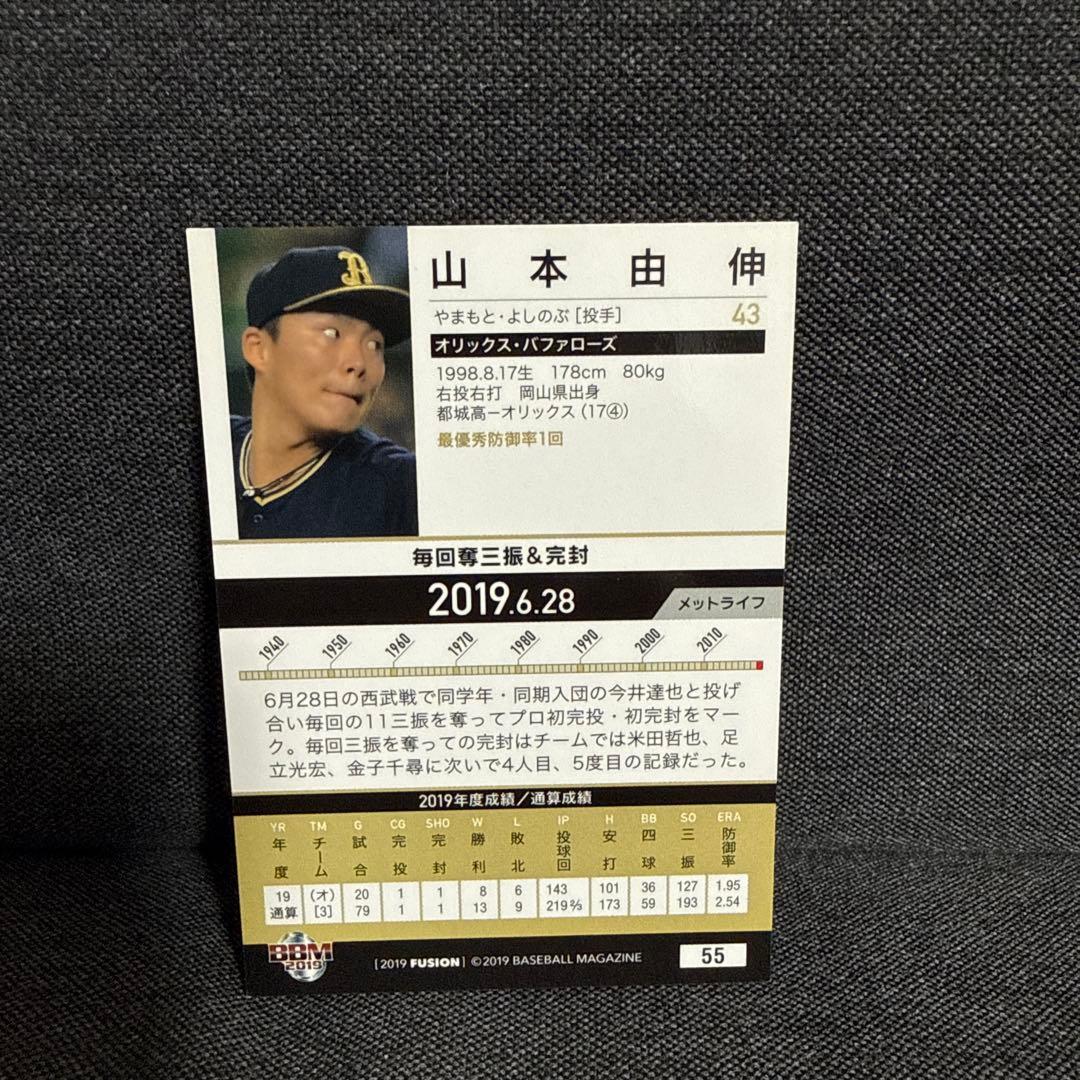 B
山本由伸
やまもと・よしのぶ [投手] 43
オリックス・バファローズ
1998.8.17生 178cm 80kg
右投右打 岡山県出身
都城高ーオリックス (17④)
最優秀防御率1回
毎回奪三振&完封
2019.6.28 メットライフ
1940 1950 1960 1970 1980 1990 2000 2010
6月28日の西武戦で同学年・同期入団の今井達也と投げ
合い毎回の11三振を奪ってプロ初完投・初完封をマー
ク。毎回三振を奪っての完封はチームでは米田哲也、足
立光宏、金子千尋に次いで4人目、5度目の記録だった。
2019年度成績/通算成績
YR TM G CG SHO W L IP H BB SO ERA
年度 チーム 試合 完投 完封 勝利 敗北 投球回 安打 四球 三振 防御率
19 (オ) 20 1 1 8 6 143 101 36 127 1.95
通算 [3] 79 1 1 13 9 219⅔ 173 59 193 2.54
BBM
2019
[2019 FUSION] ©2019 BASEBALL MAGAZINE 55